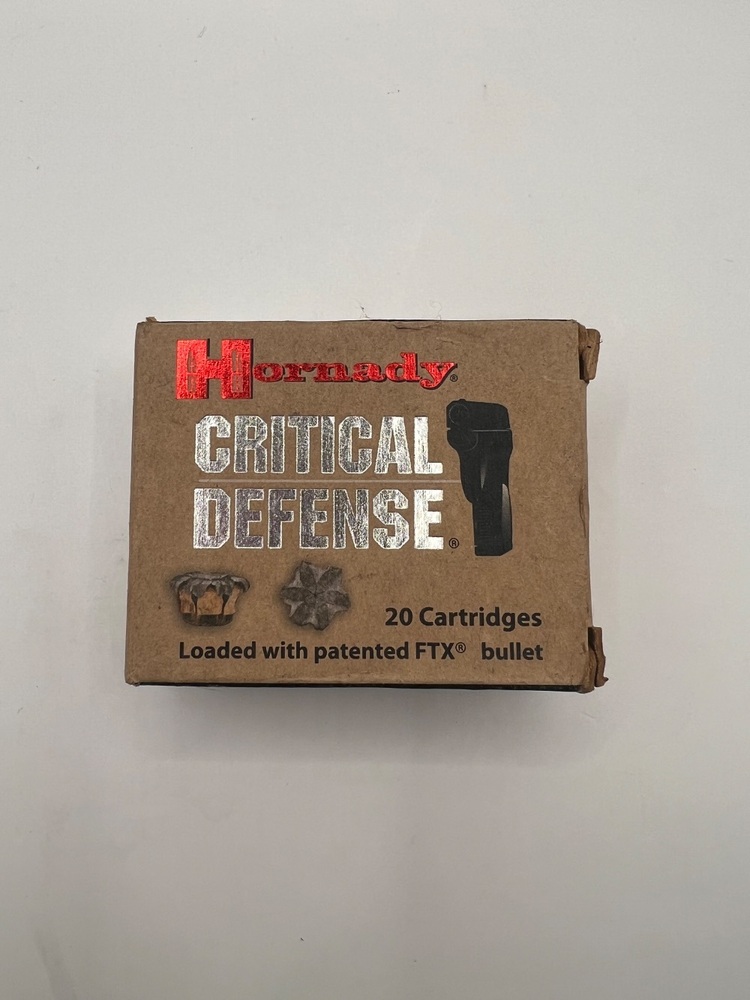 Hornady®
CRITICAL
DEFENSE®
20 Cartridges
Loaded with patented FTX® bullet